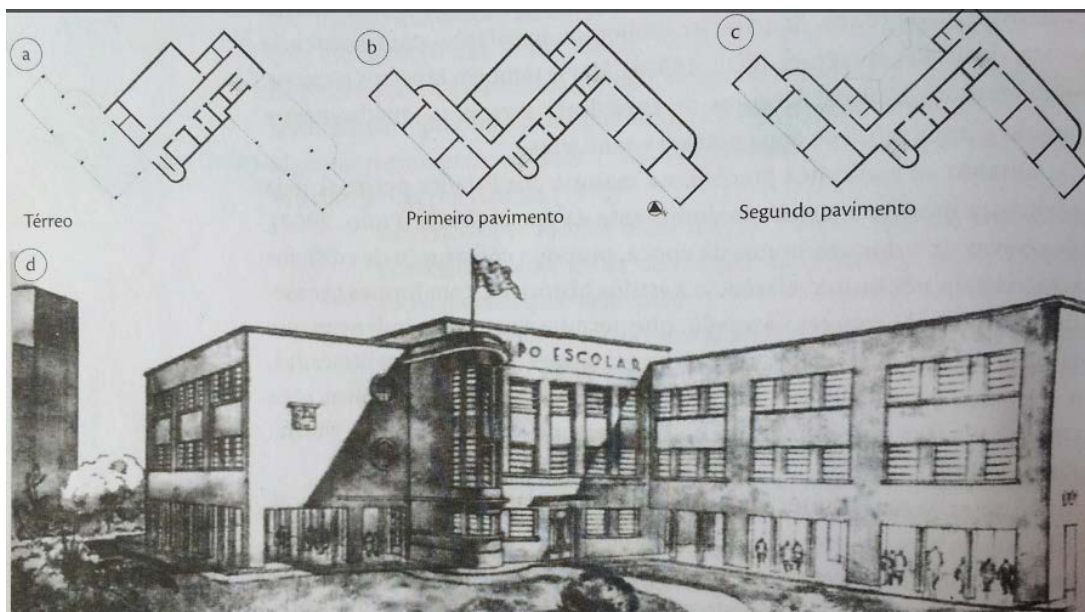 a
b
c
Térreo
Primeiro pavimento
Segundo pavimento
d
PO ESCOLAR